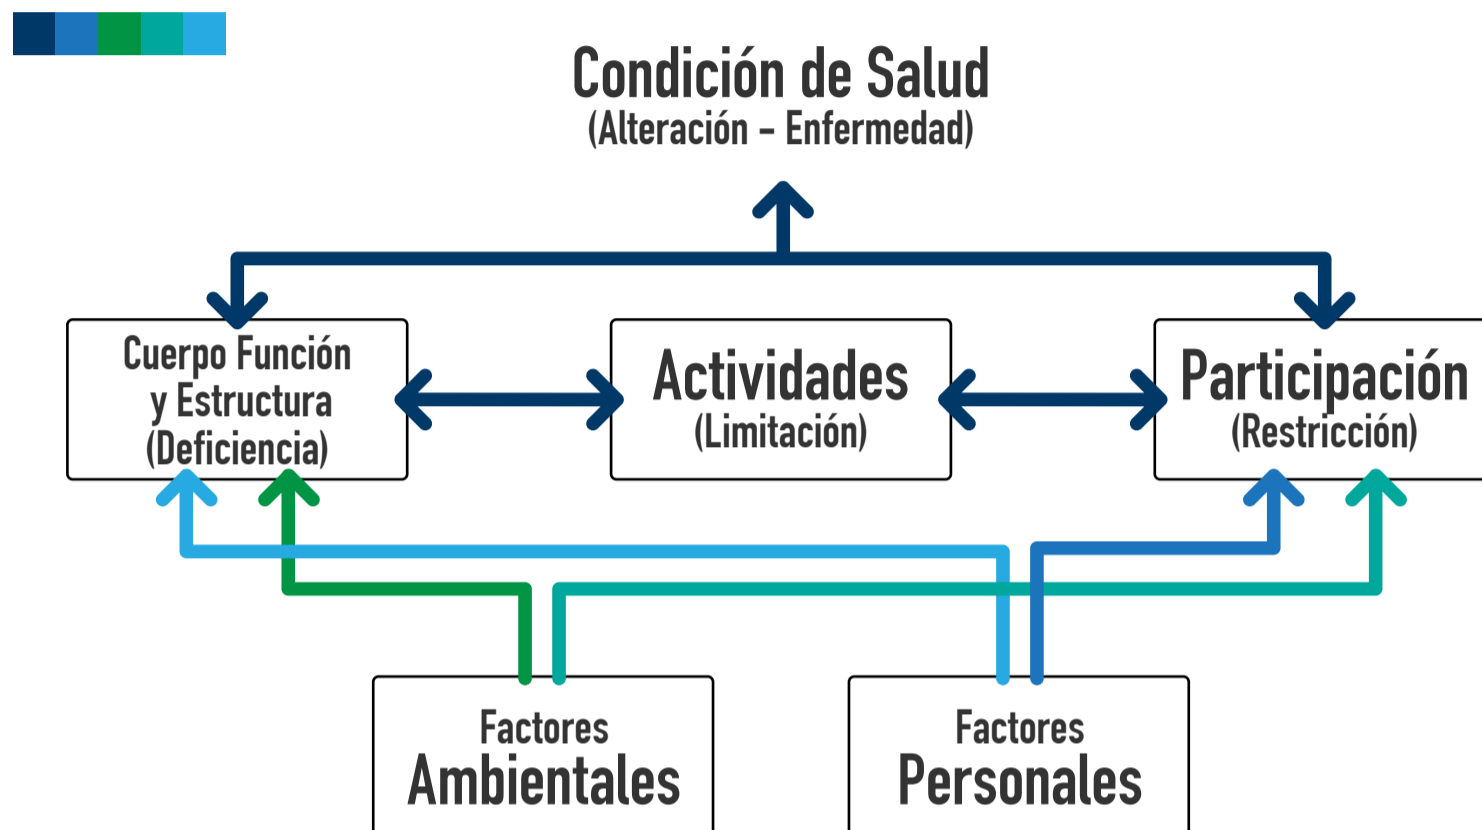 Condición de Salud
(Alteración - Enfermedad)
Cuerpo Función
y Estructura
(Deficiencia)
Actividades
(Limitación)
Participación
(Restricción)
Factores
Ambientales
Factores
Personales